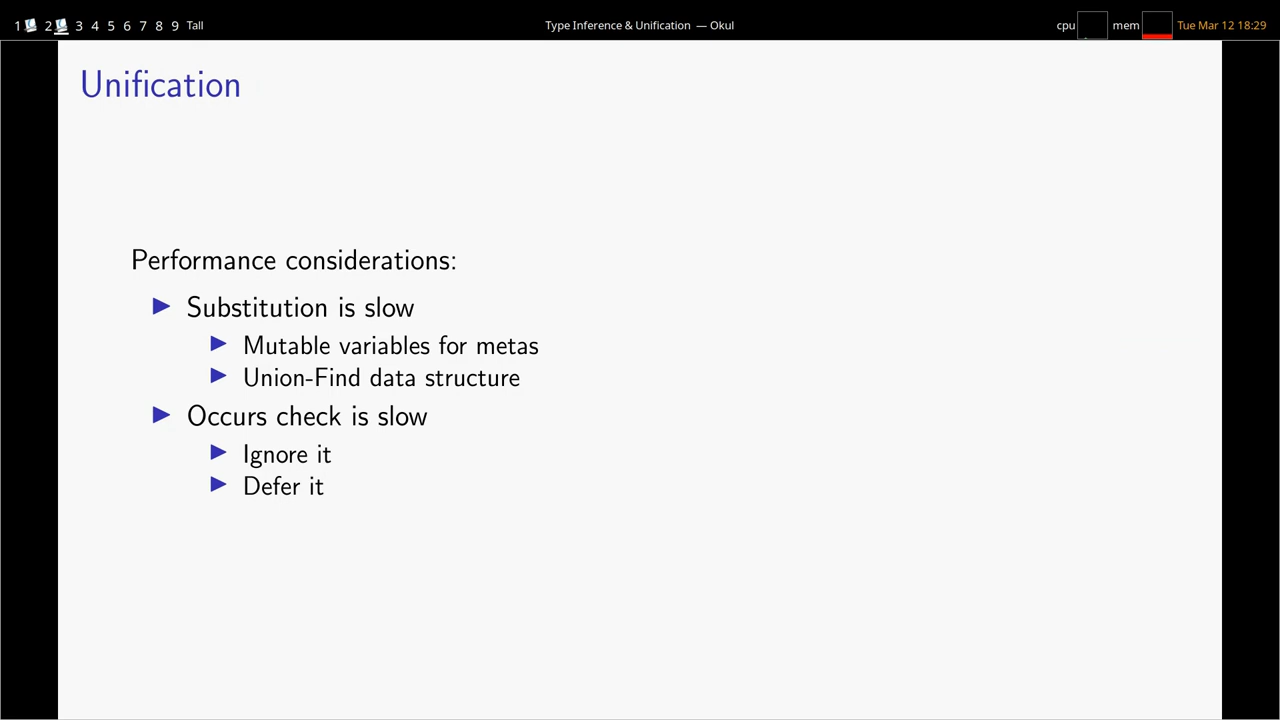 1 2 3 4 5 6 7 8 9 Tall
Type Inference & Unification — Okul
cpu mem Tue Mar 12 18:29
Unification
Performance considerations:
Substitution is slow
Mutable variables for metas
Union-Find data structure
Occurs check is slow
Ignore it
Defer it